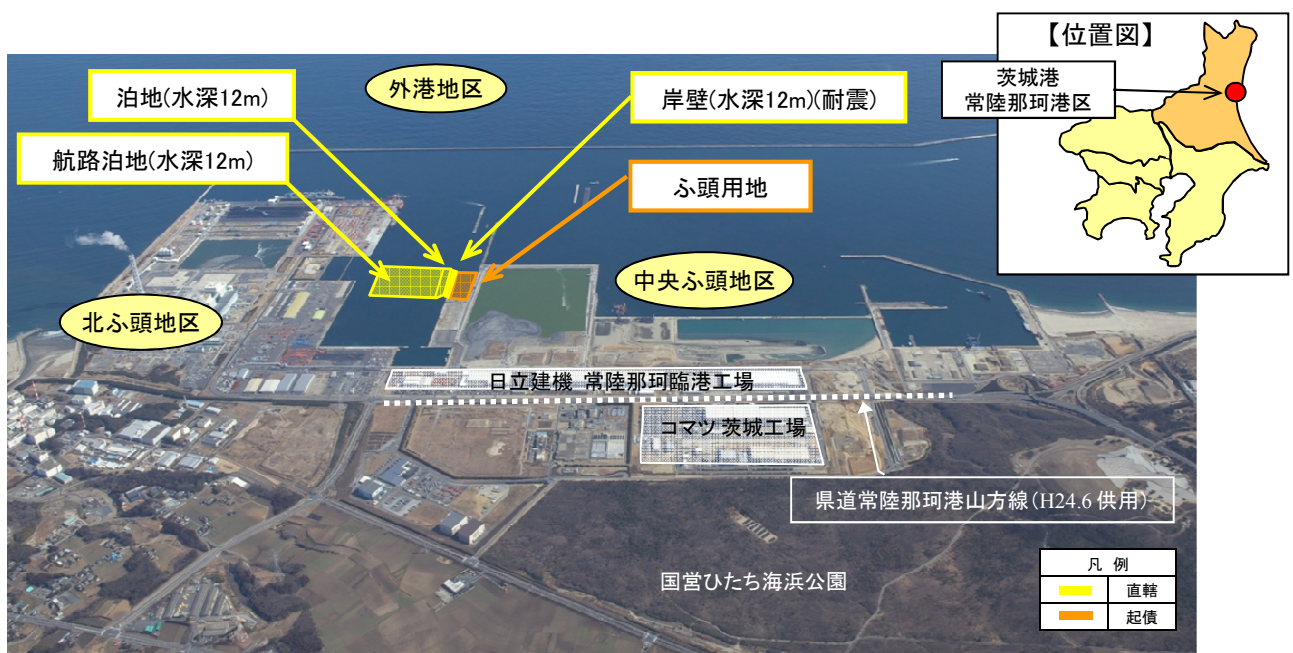 【位置図】
茨城港
常陸那珂港区
外港地区
泊地(水深12m)
岸壁(水深12m)(耐震)
航路泊地(水深12m)
ふ頭用地
中央ふ頭地区
北ふ頭地区
日立建機 常陸那珂臨港工場
コマツ 茨城工場
県道常陸那珂港山方線(H24.6 供用)
国営ひたち海浜公園
凡 例
直轄
起債